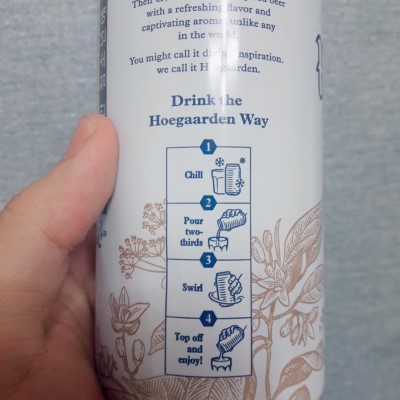 with a refreshing flavor and
captivating aroma unlike any
in the world.
You might call it divine inspiration.
we call it Hoegaarden.
Drink the
Hoegaarden Way
1
Chill
2
Pour
two-
thirds
3
Swirl
4
Top off
and
enjoy!